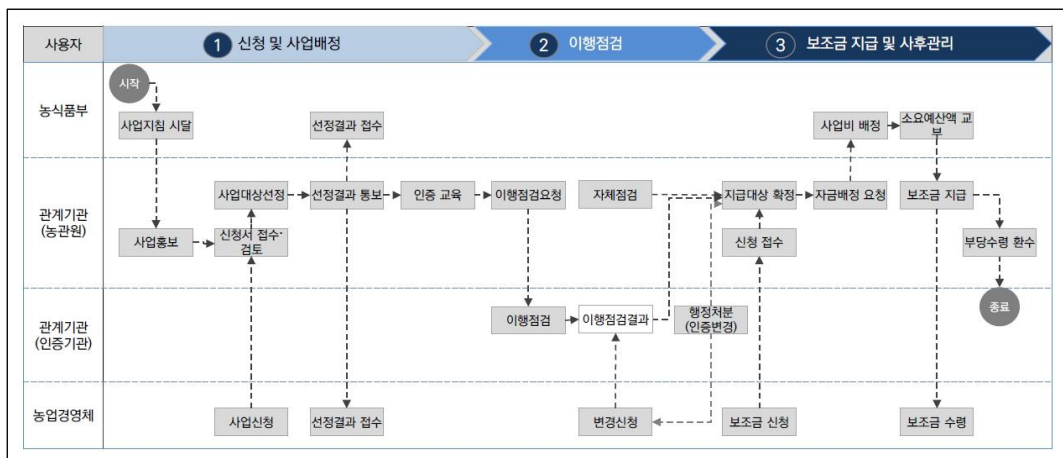 사용자
1 신청 및 사업배정
2 이행점검
3 보조금 지급 및 사후관리
농식품부
시작
사업지침 시달
선정결과 접수
사업비 배정
소요예산액 교
부
관계기관
(농관원)
사업대상선정
선정결과 통보
인증 교육
이행점검요청
자체점검
지급대상 확정
자금배정 요청
보조금 지급
사업홍보
신청서 접수·
검토
신청 접수
부당수령 환수
관계기관
(인증기관)
이행점검
이행점검결과
행정처분
(인증변경)
종료
농업경영체
사업신청
선정결과 접수
변경신청
보조금 신청
보조금 수령